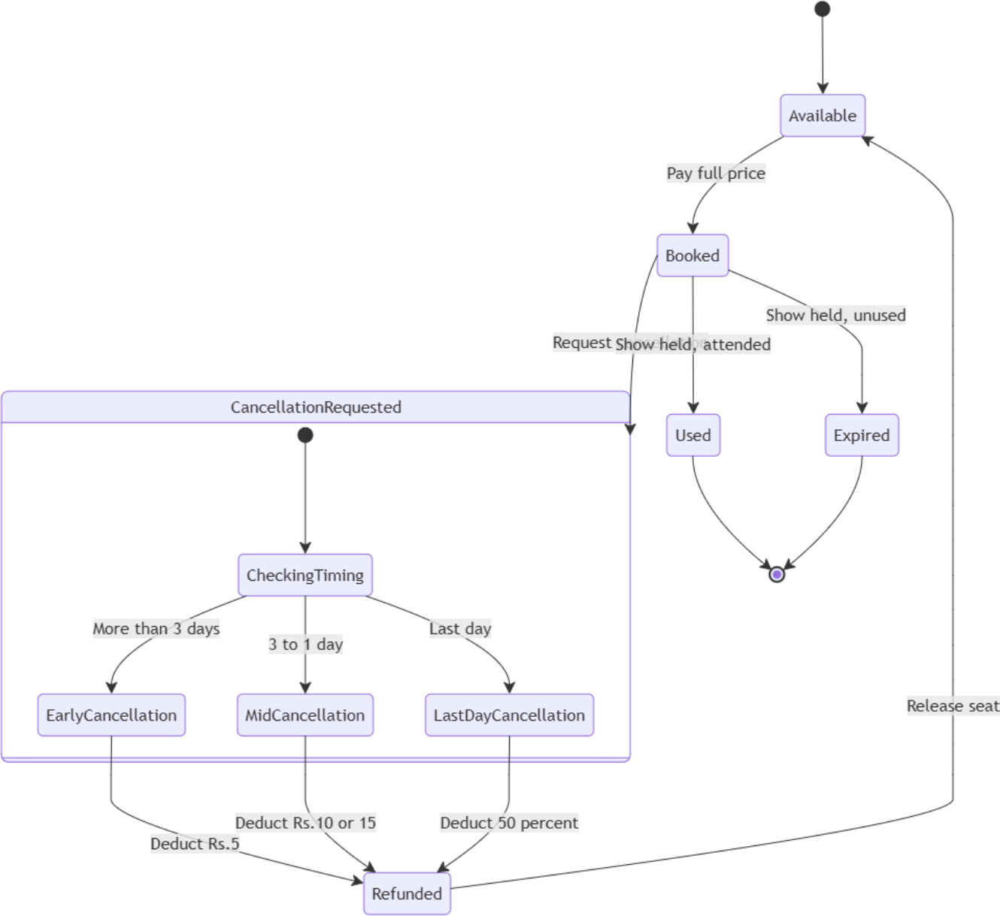 Available
Pay full price
Booked
Show held, unused
Request
Show held, attended
CancellationRequested
Used
Expired
CheckingTiming
More than 3 days
3 to 1 day
Last day
EarlyCancellation
MidCancellation
LastDayCancellation
Release seat
Deduct Rs.5
Deduct Rs.10 or 15
Deduct 50 percent
Refunded